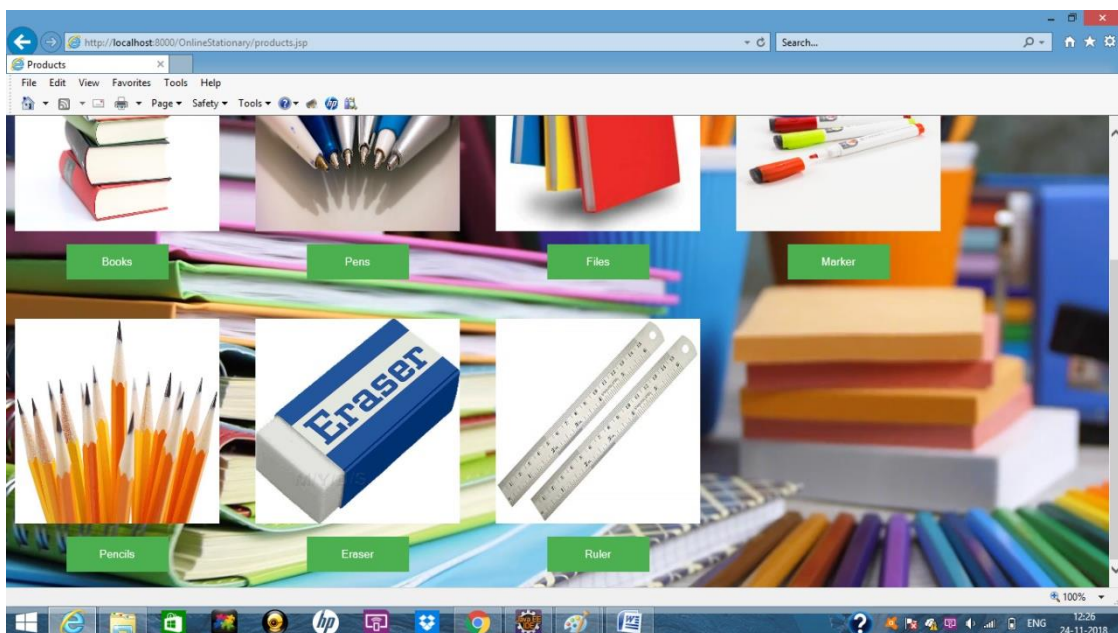 http://localhost:8000/OnlineStationary/products.jsp
Search...
Products
File Edit View Favorites Tools Help
Page Safety Tools
Books
Pens
Files
Marker
Eraser
Pencils
Eraser
Ruler
100%
ENG
12:26
24-11-2018